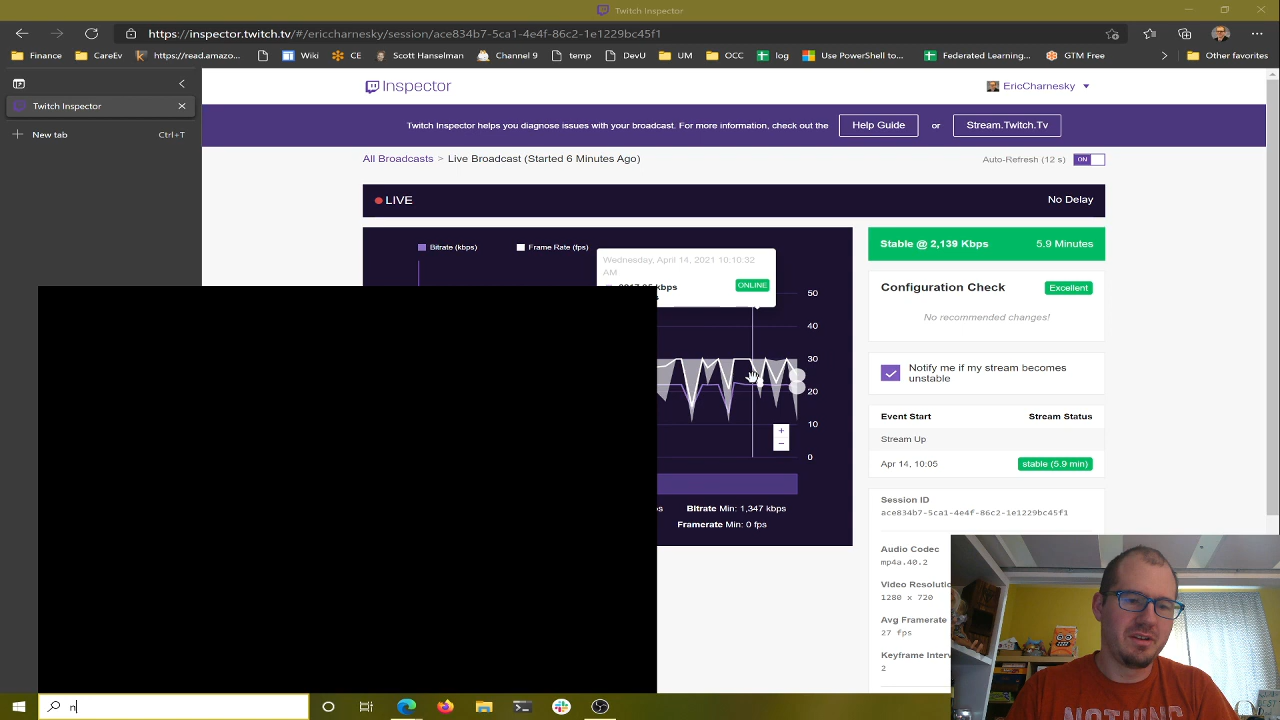 Twitch Inspector
https://inspector.twitch.tv/#/ericcharnesky/session/ace834b7-5ca1-4e4f-86c2-1e1229bc45f1
Finance
CareEv...
https://read.amazo...
Wiki
CE
Scott Hanselman
Channel 9
temp
DevU
UM
OCC
log
Use PowerShell to...
Federated Learning...
GTM Free
Other favorites
Twitch Inspector
New tab
Ctrl+T
Inspector
EricCharnesky
Twitch Inspector helps you diagnose issues with your broadcast. For more information, check out the
Help Guide
or
Stream.Twitch.Tv
All Broadcasts > Live Broadcast (Started 6 Minutes Ago)
Auto-Refresh (12 s)
ON
LIVE
No Delay
Bitrate (kbps)
Frame Rate (fps)
Wednesday, April 14, 2021 10:10:32
AM
kbps
ONLINE
50
40
30
20
10
0
+
−
Bitrate Min: 1,347 kbps
Framerate Min: 0 fps
Stable @ 2,139 Kbps
5.9 Minutes
Configuration Check
Excellent
No recommended changes!
Notify me if my stream becomes
unstable
Event Start
Stream Status
Stream Up
Apr 14, 10:05
stable (5.9 min)
Session ID
ace834b7-5ca1-4e4f-86c2-1e1229bc45f1
Audio Codec
mp4a.40.2
Video Resolutio
1280 x 720
Avg Framerate
27 fps
Keyframe Interv
2
NOTHING
n